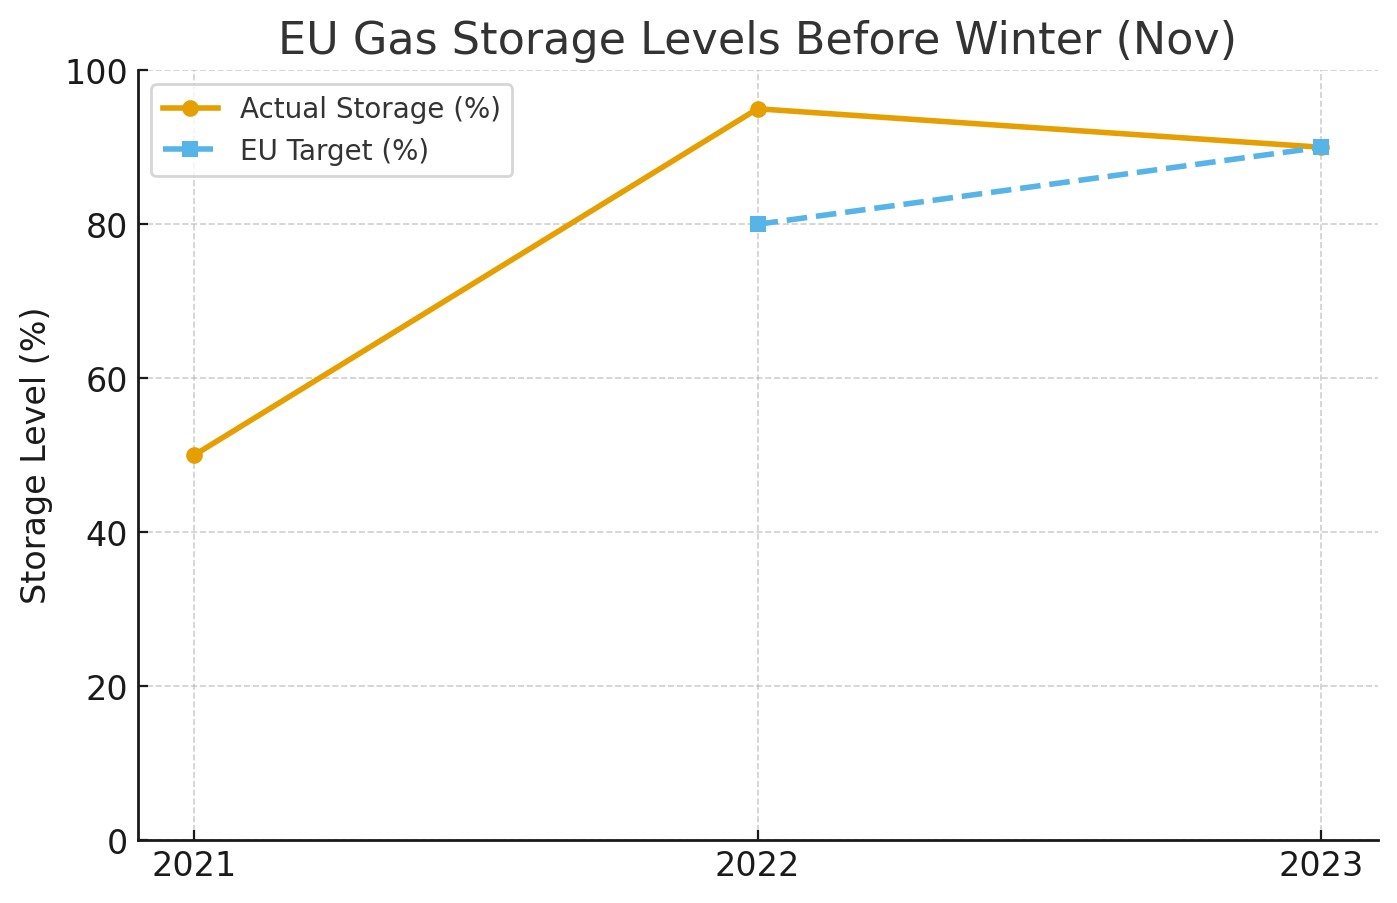 EU Gas Storage Levels Before Winter (Nov)
Actual Storage (%)
EU Target (%)
Storage Level (%)
100
80
60
40
20
0
2021
2022
2023